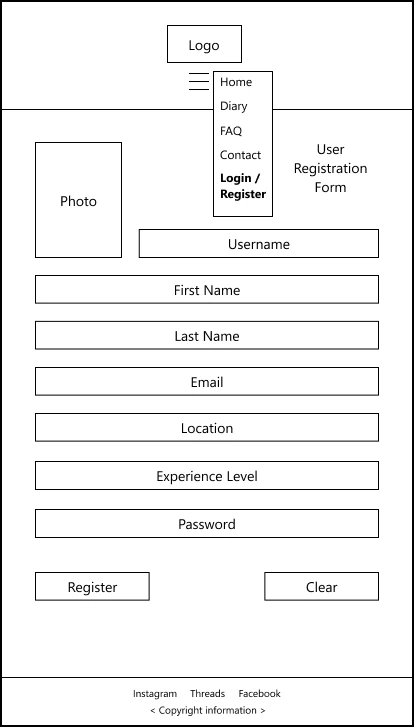 Logo
Home
Diary
FAQ
Contact
Login /
Register
User
Registration
Form
Photo
Username
First Name
Last Name
Email
Location
Experience Level
Password
Register
Clear
Instagram Threads Facebook
< Copyright information >